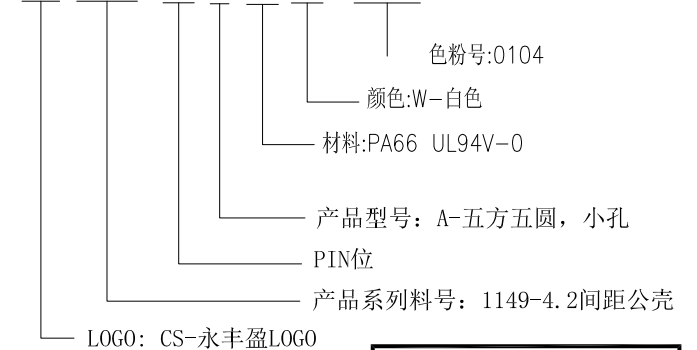 色粉号:0104
颜色:W-白色
材料:PA66 UL94V-0
产品型号：A-五方五圆，小孔
PIN位
产品系列料号：1149-4.2间距公壳
LOGO: CS-永丰盈LOGO